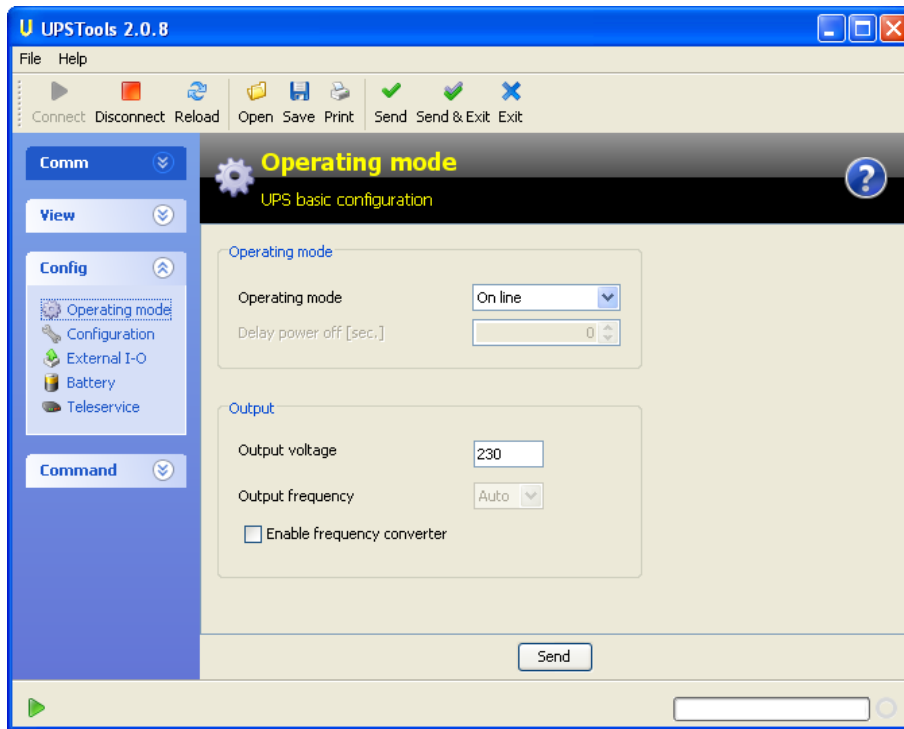 UPSTools 2.0.8
File Help
Connect Disconnect Reload Open Save Print Send Send & Exit Exit
Comm
View
Config
Operating mode
Configuration
External I-O
Battery
Teleservice
Command
Operating mode
UPS basic configuration
?
Operating mode
Operating mode On line
Delay power off [sec.] 0
Output
Output voltage 230
Output frequency Auto
Enable frequency converter
Send